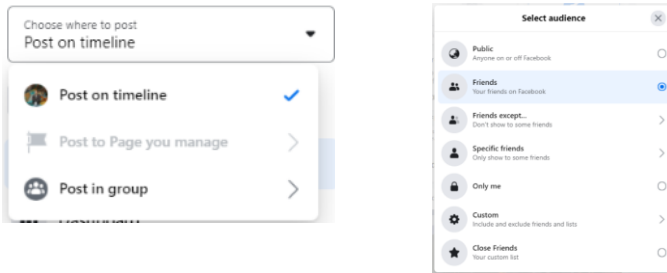 Choose where to post
Post on timeline
Post on timeline
Post to Page you manage
Post in group
Select audience
Public
Anyone on or off Facebook
Friends
Your friends on Facebook
Friends except...
Don't show to some friends
Specific friends
Only show to some friends
Only me
Custom
Include and exclude friends and lists
Close Friends
Your custom list